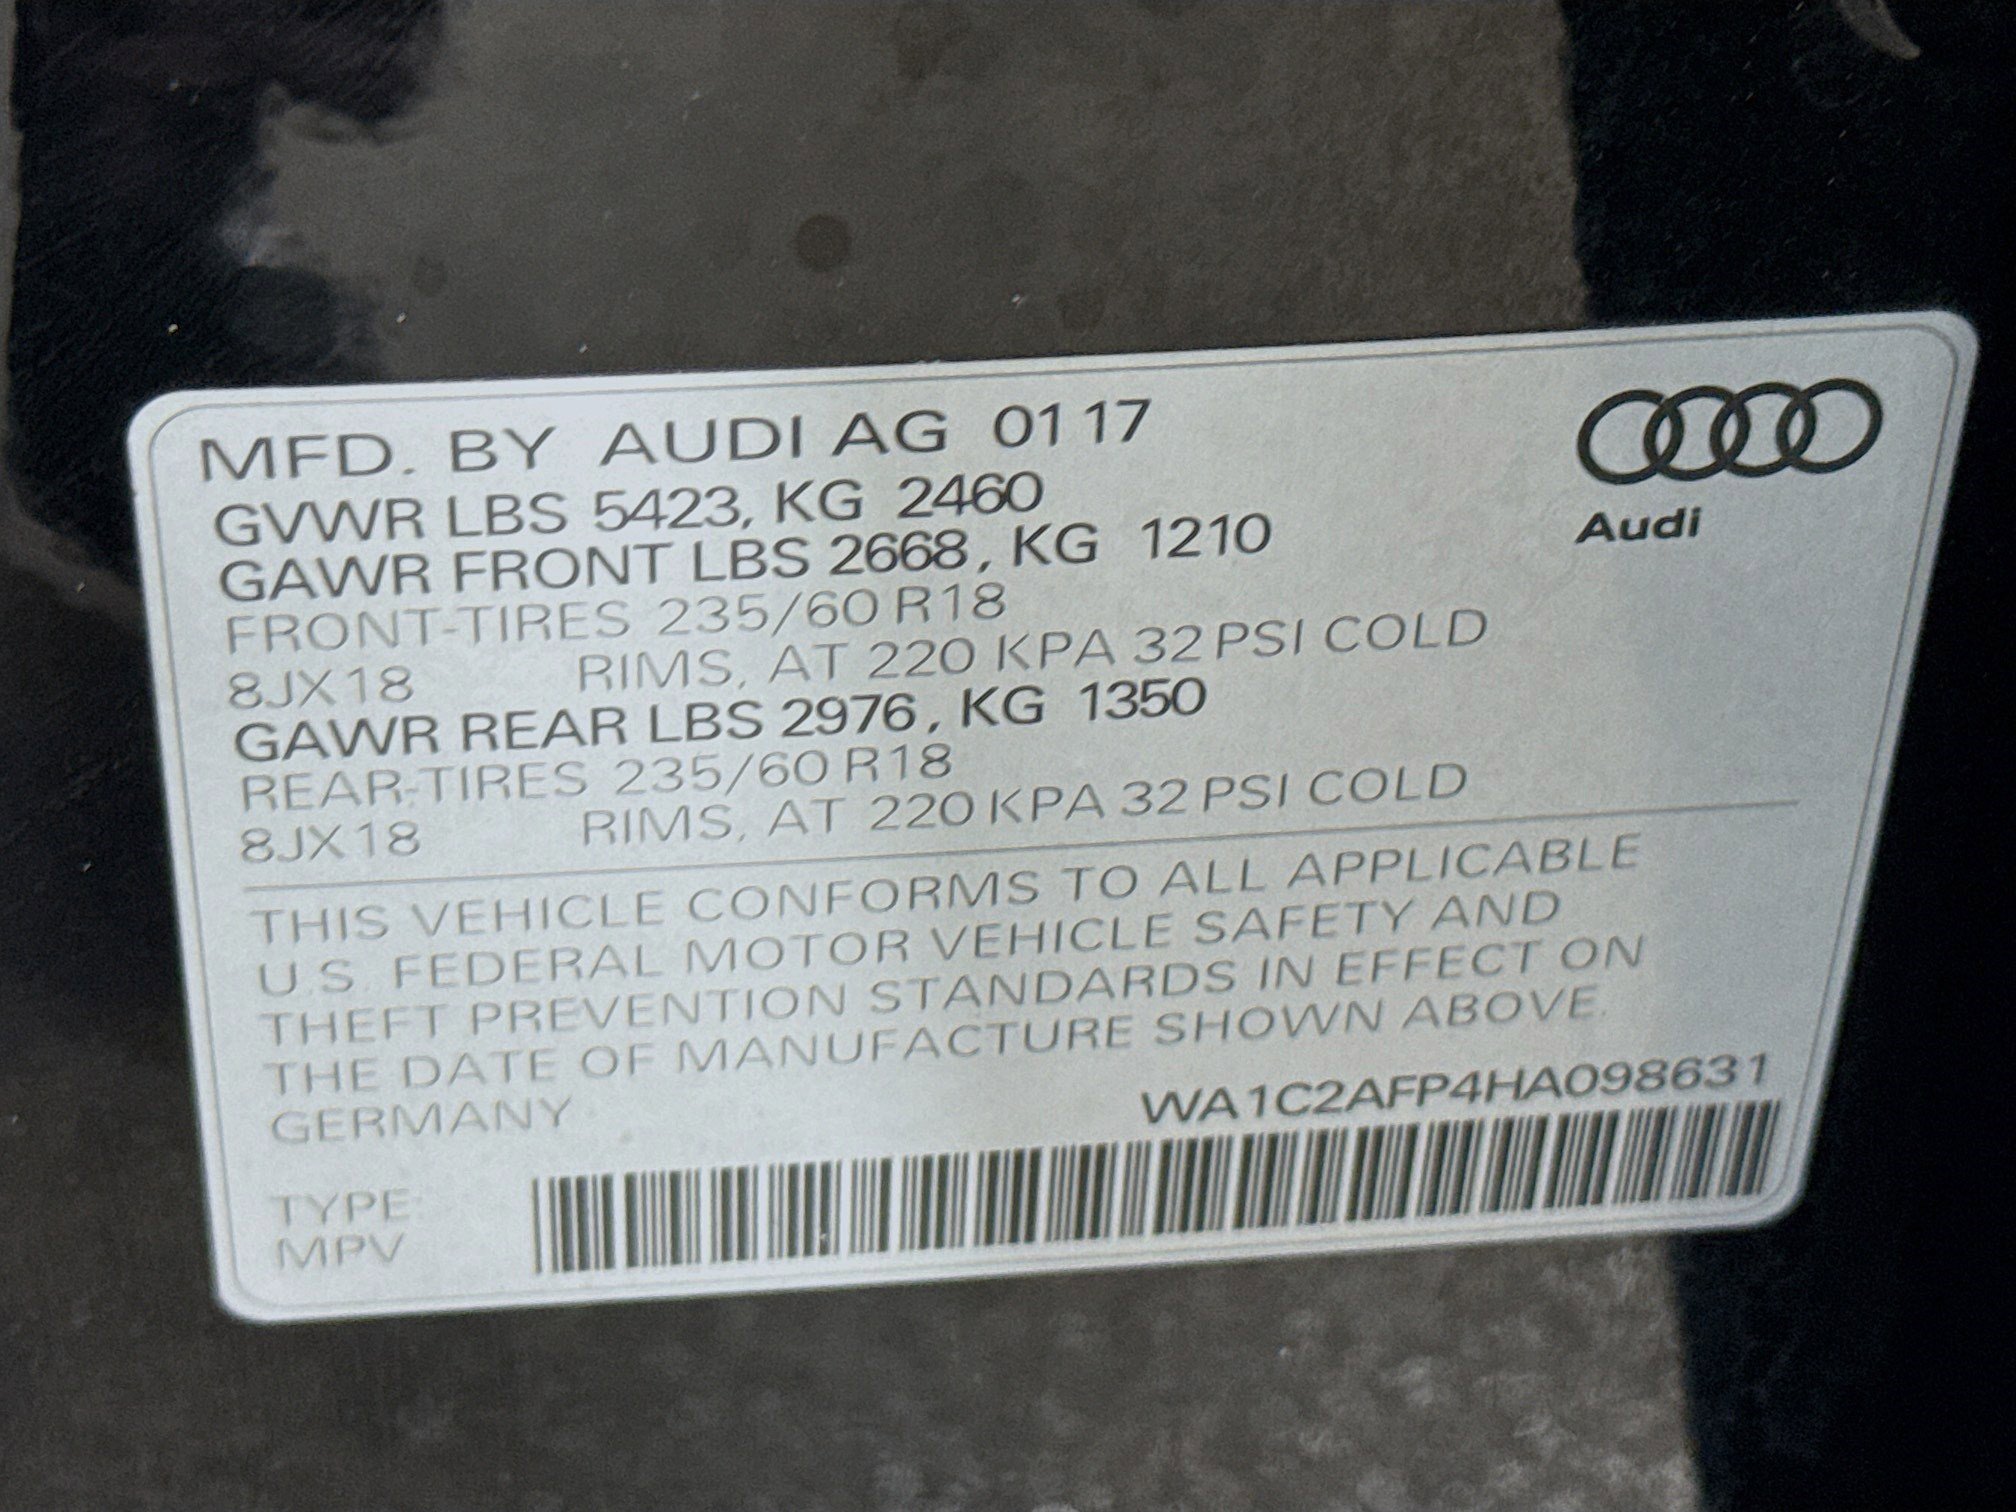 MFD. BY AUDI AG 01 17
GVWR LBS 5423, KG 2460
GAWR FRONT LBS 2668, KG 1210
FRONT-TIRES 235/60 R18
8JX18 RIMS, AT 220 KPA 32 PSI COLD
GAWR REAR LBS 2976, KG 1350
REAR-TIRES 235/60 R18
8JX18 RIMS, AT 220 KPA 32 PSI COLD
Audi
THIS VEHICLE CONFORMS TO ALL APPLICABLE
U.S. FEDERAL MOTOR VEHICLE SAFETY AND
THEFT PREVENTION STANDARDS IN EFFECT ON
THE DATE OF MANUFACTURE SHOWN ABOVE.
GERMANY
WA1C2AFP4HA098631
TYPE:
MPV